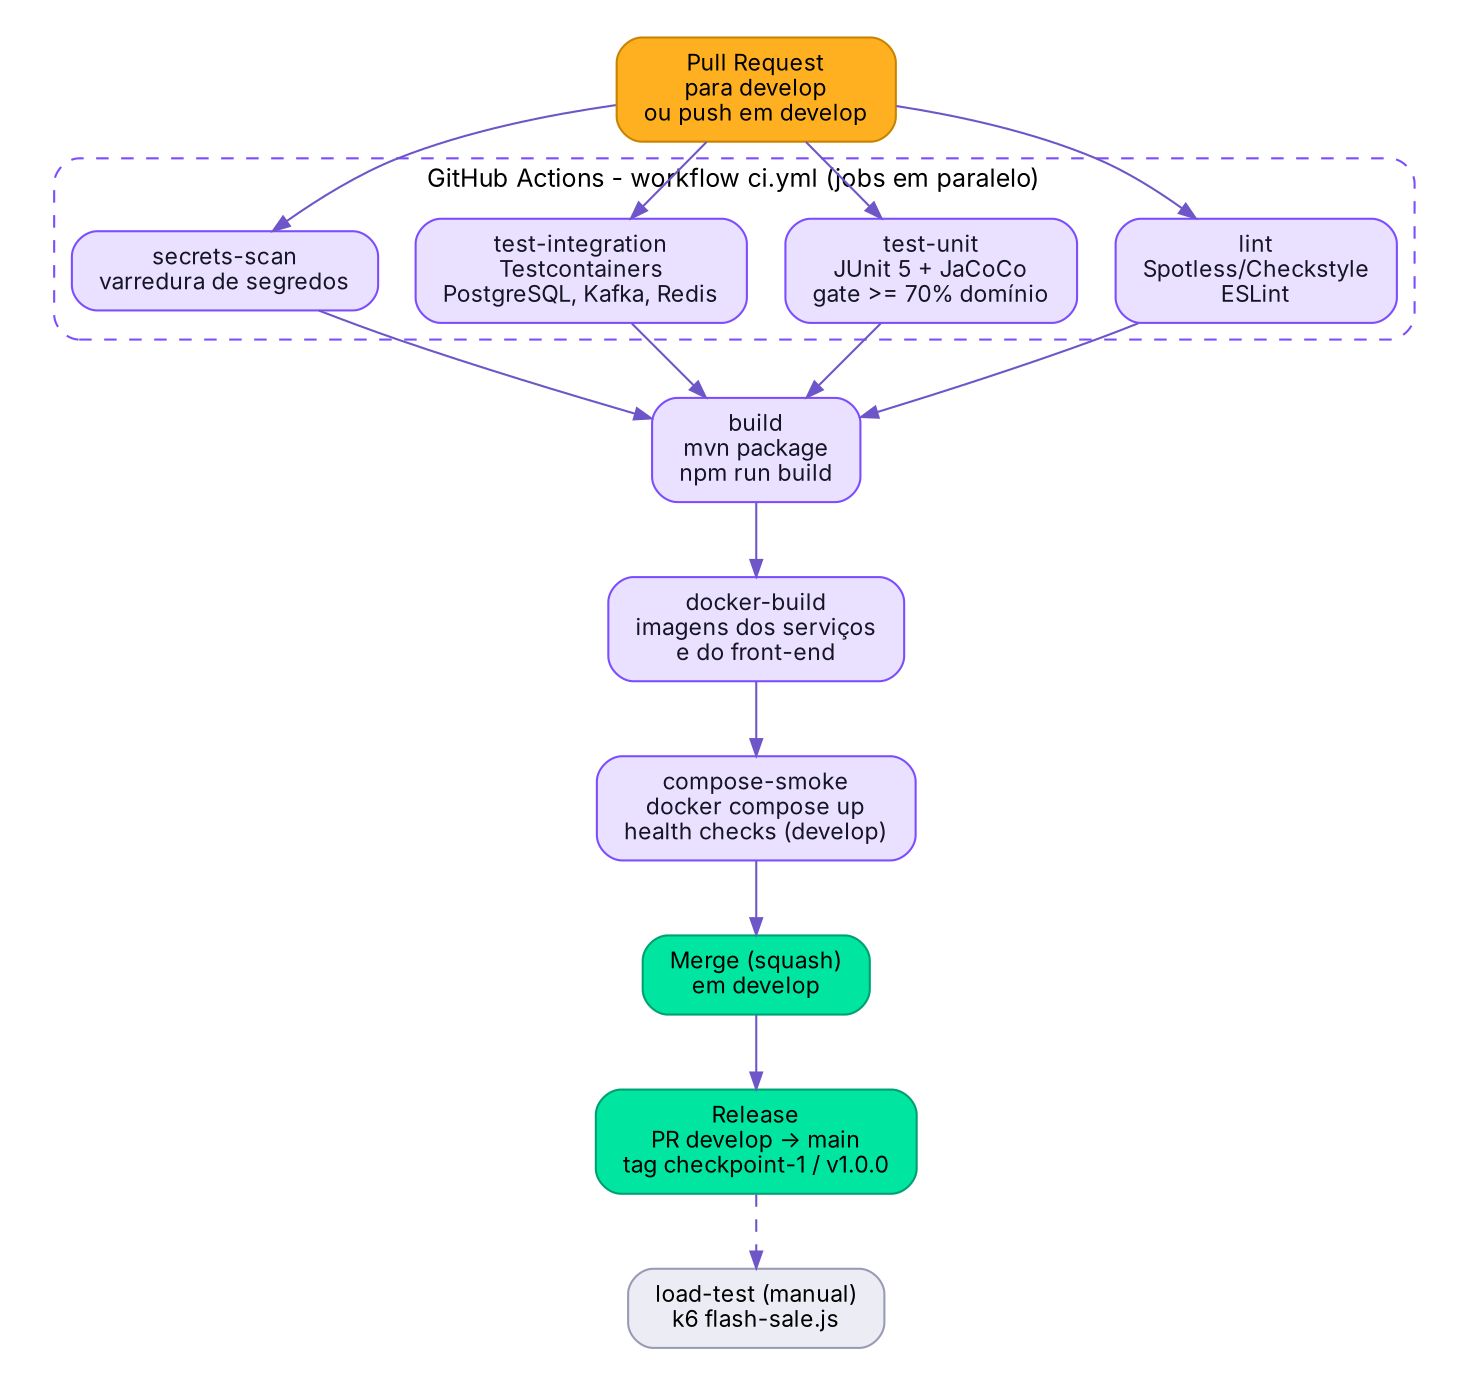 Pull Request
para develop
ou push em develop
GitHub Actions - workflow ci.yml (jobs em paralelo)
secrets-scan
varredura de segredos
test-integration
Testcontainers
PostgreSQL, Kafka, Redis
test-unit
JUnit 5 + JaCoCo
gate >= 70% domínio
lint
Spotless/Checkstyle
ESLint
build
mvn package
npm run build
docker-build
imagens dos serviços
e do front-end
compose-smoke
docker compose up
health checks (develop)
Merge (squash)
em develop
Release
PR develop → main
tag checkpoint-1 / v1.0.0
load-test (manual)
k6 flash-sale.js